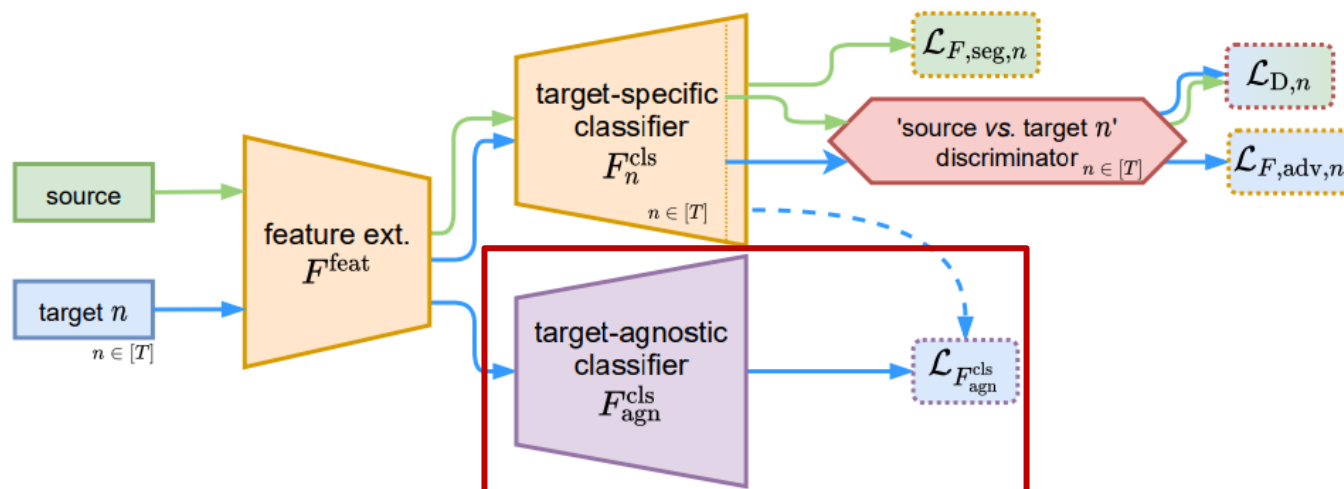 source
target n
n ∈ [T]
feature ext.
F^feat
target-specific
classifier
F_n^cls
n ∈ [T]
target-agnostic
classifier
F_agn^cls
'source vs. target n'
discriminator
n ∈ [T]
ℒ_F,seg,n
ℒ_D,n
ℒ_F,adv,n
ℒ_F_agn^cls